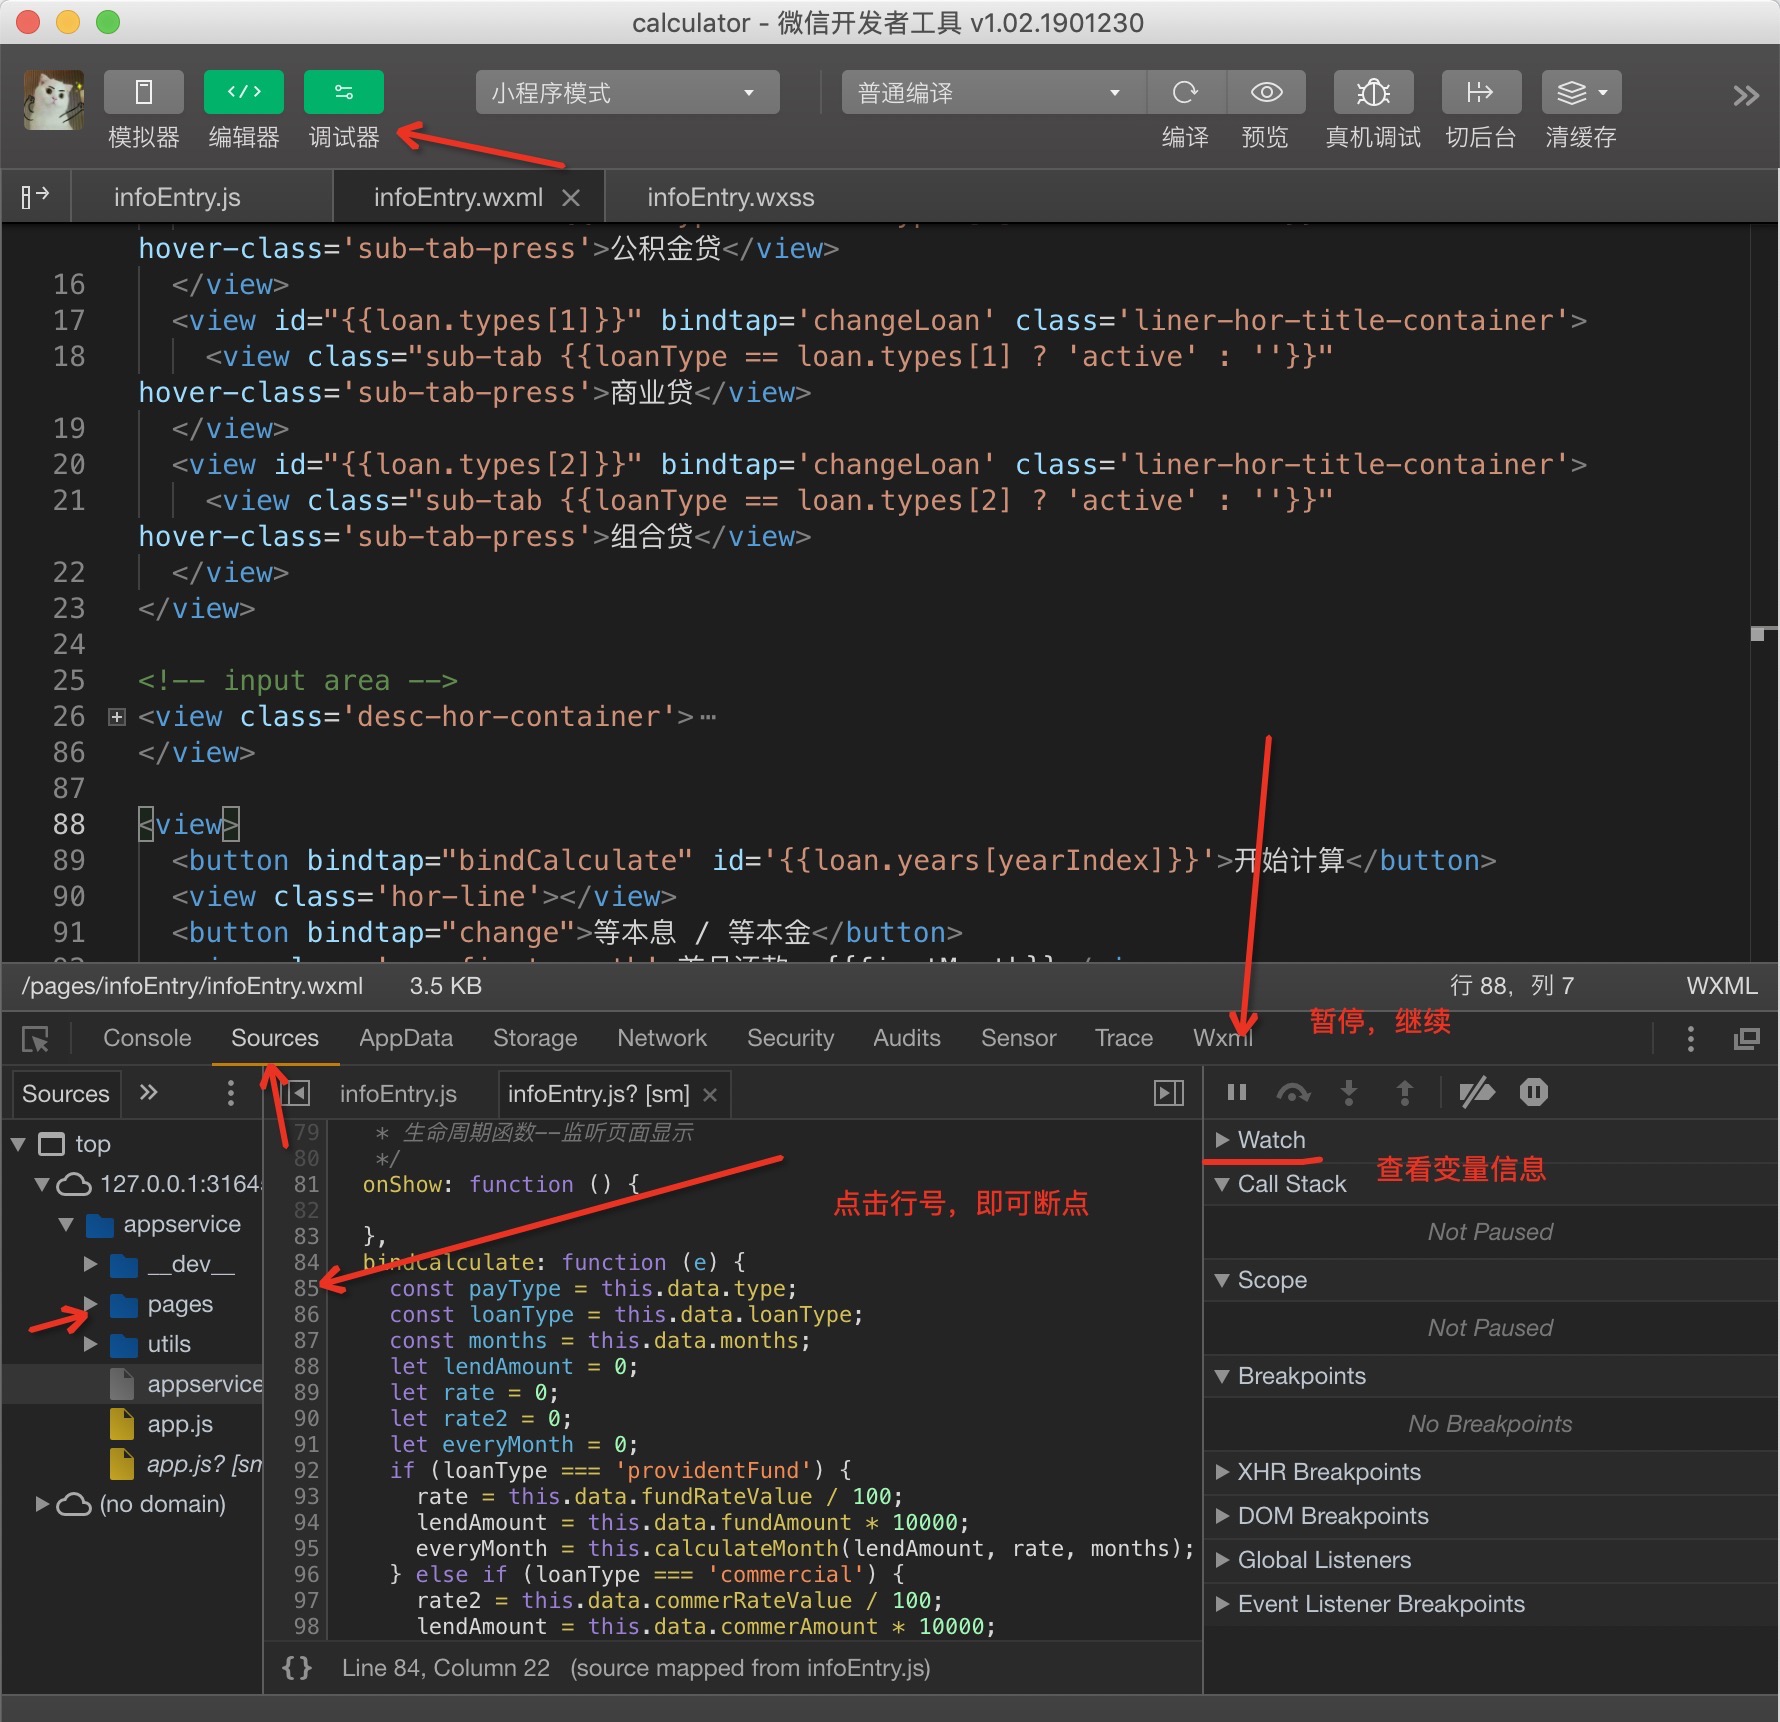 calculator - 微信开发者工具 v1.02.1901230
小程序模式
普通编译
模拟器 编辑器 调试器 编译 预览 真机调试 切后台 清缓存
infoEntry.js infoEntry.wxml infoEntry.wxss
hover-class='sub-tab-press'>公积金贷</view>
16 </view>
17 <view id="{{loan.types[1]}}" bindtap='changeLoan' class='liner-hor-title-container'>
18 <view class="sub-tab {{loanType == loan.types[1] ? 'active' : ''}}"
hover-class='sub-tab-press'>商业贷</view>
19 </view>
20 <view id="{{loan.types[2]}}" bindtap='changeLoan' class='liner-hor-title-container'>
21 <view class="sub-tab {{loanType == loan.types[2] ? 'active' : ''}}"
hover-class='sub-tab-press'>组合贷</view>
22 </view>
23 </view>
24
25 <!-- input area -->
26 <view class='desc-hor-container'>…
86 </view>
87
88 <view>
89 <button bindtap="bindCalculate" id='{{loan.years[yearIndex]}}'>开始计算</button>
90 <view class='hor-line'></view>
91 <button bindtap="change">等本息 / 等本金</button>
/pages/infoEntry/infoEntry.wxml 3.5 KB 行 88，列 7 WXML
Console Sources AppData Storage Network Security Audits Sensor Trace Wxml
暂停，继续
Sources
infoEntry.js infoEntry.js? [sm]
top
127.0.0.1:3164
appservice
__dev__
pages
utils
appservice
app.js
app.js? [sm
(no domain)
79 * 生命周期函数--监听页面显示
80 */
81 onShow: function () {
82
83 },
84 bindCalculate: function (e) {
85 const payType = this.data.type;
86 const loanType = this.data.loanType;
87 const months = this.data.months;
88 let lendAmount = 0;
89 let rate = 0;
90 let rate2 = 0;
91 let everyMonth = 0;
92 if (loanType === 'providentFund') {
93 rate = this.data.fundRateValue / 100;
94 lendAmount = this.data.fundAmount * 10000;
95 everyMonth = this.calculateMonth(lendAmount, rate, months);
96 } else if (loanType === 'commercial') {
97 rate2 = this.data.commerRateValue / 100;
98 lendAmount = this.data.commerAmount * 10000;
点击行号，即可断点
{} Line 84, Column 22 (source mapped from infoEntry.js)
Watch
查看变量信息
Call Stack
Not Paused
Scope
Not Paused
Breakpoints
No Breakpoints
XHR Breakpoints
DOM Breakpoints
Global Listeners
Event Listener Breakpoints